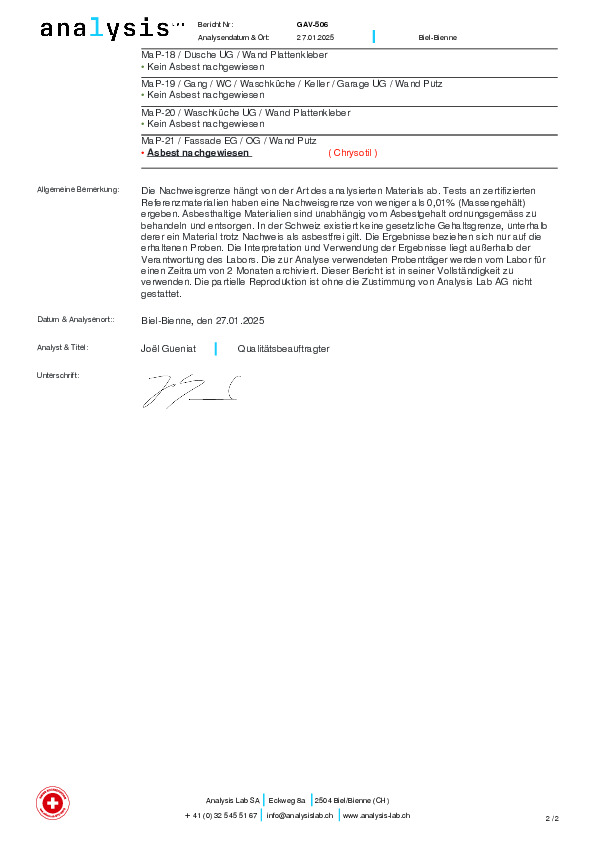 analysis
Bericht Nr: GAV-506
Analysendatum & Ort: 27.01.2025 Biel-Bienne
MaP-18 / Dusche UG / Wand Plattenkleber
• Kein Asbest nachgewiesen
MaP-19 / Gang / WC / Waschküche / Keller / Garage UG / Wand Putz
• Kein Asbest nachgewiesen
MaP-20 / Waschküche UG / Wand Plattenkleber
• Kein Asbest nachgewiesen
MaP-21 / Fassade EG / OG / Wand Putz
• Asbest nachgewiesen ( Chrysotil )
Allgemeine Bemerkung:
Die Nachweisgrenze hängt von der Art des analysierten Materials ab. Tests an zertifizierten
Referenzmaterialien haben eine Nachweisgrenze von weniger als 0,01% (Massengehält)
ergeben. Asbesthaltige Materialien sind unabhängig vom Asbestgehalt ordnungsgemäss zu
behandeln und entsorgen. In der Schweiz existiert keine gesetzliche Gehaltsgrenze, unterhalb
derer ein Material trotz Nachweis als asbestfrei gilt. Die Ergebnisse beziehen sich nur auf die
erhaltenen Proben. Die Interpretation und Verwendung der Ergebnisse liegt außerhalb der
Verantwortung des Labors. Die zur Analyse verwendeten Probenträger werden vom Labor für
einen Zeitraum von 2 Monaten archiviert. Dieser Bericht ist in seiner Vollständigkeit zu
verwenden. Die partielle Reproduktion ist ohne die Zustimmung von Analysis Lab AG nicht
gestattet.
Datum & Analysenort::
Biel-Bienne, den 27.01.2025
Analyst & Titel:
Joël Gueniat Qualitätsbeauftragter
Unterschrift:
Analysis Lab SA Eckweg 8a 2504 Biel/Bienne (CH)
+ 41 (0) 32 545 51 67 info@analysislab.ch www.analysis-lab.ch
2 / 2